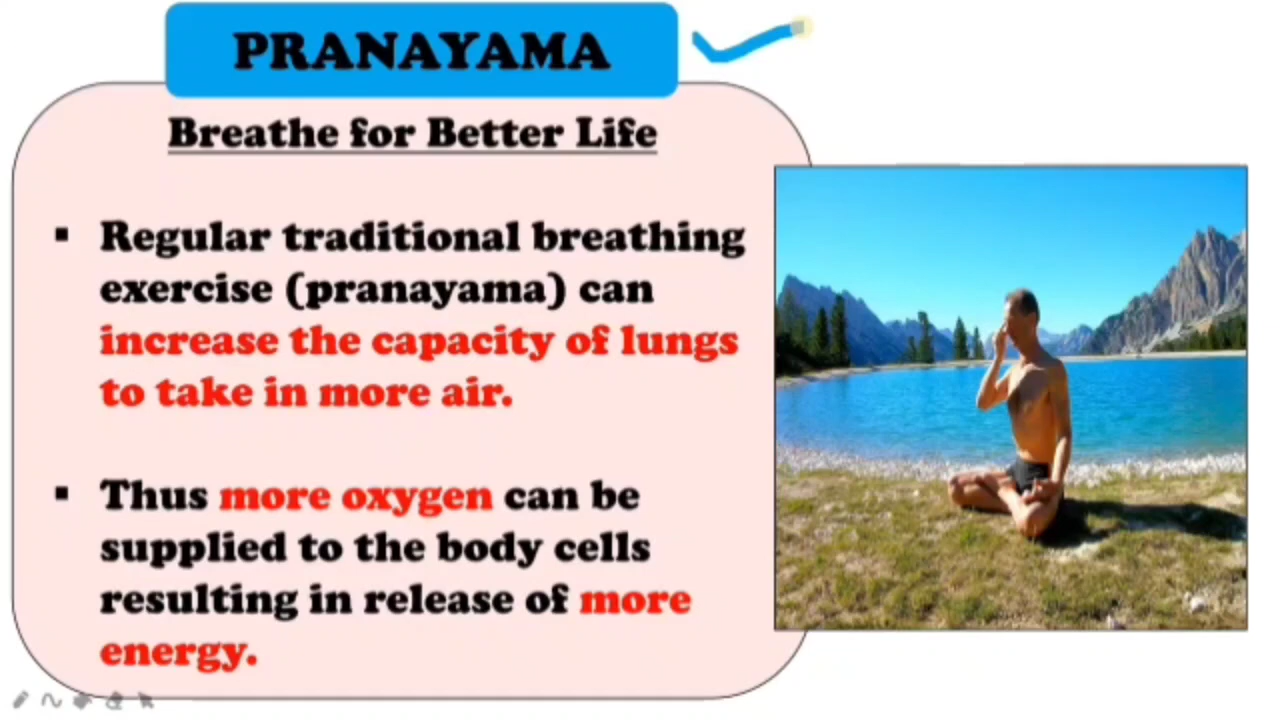 PRANAYAMA
Breathe for Better Life
▪ Regular traditional breathing
exercise (pranayama) can
increase the capacity of lungs
to take in more air.
▪ Thus more oxygen can be
supplied to the body cells
resulting in release of more
energy.